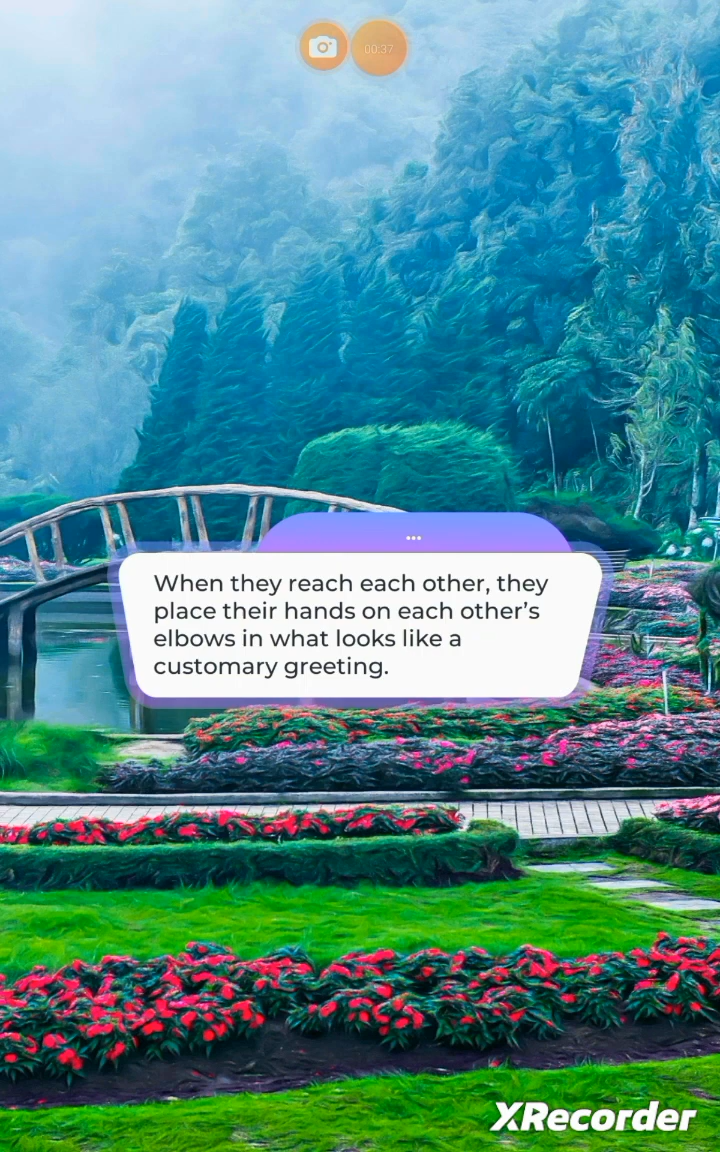 00:37
...
When they reach each other, they
place their hands on each other's
elbows in what looks like a
customary greeting.
XRecorder